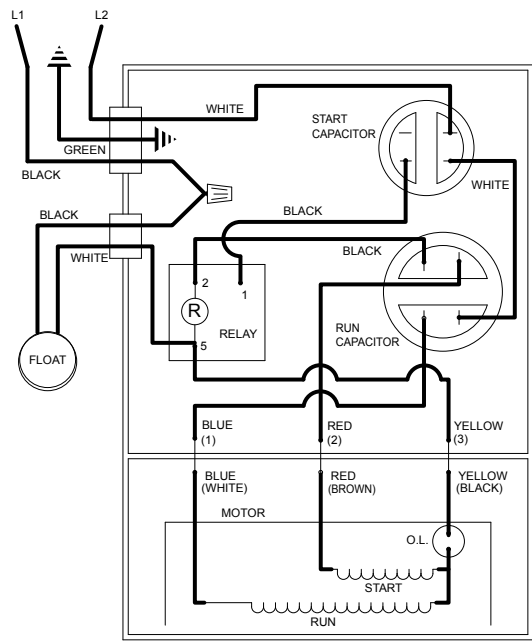 L1
L2
WHITE
START
CAPACITOR
GREEN
BLACK
WHITE
BLACK
BLACK
BLACK
WHITE
2
1
R
RELAY
RUN
CAPACITOR
5
FLOAT
BLUE
(1)
RED
(2)
YELLOW
(3)
BLUE
(WHITE)
RED
(BROWN)
YELLOW
(BLACK)
MOTOR
O.L.
START
RUN